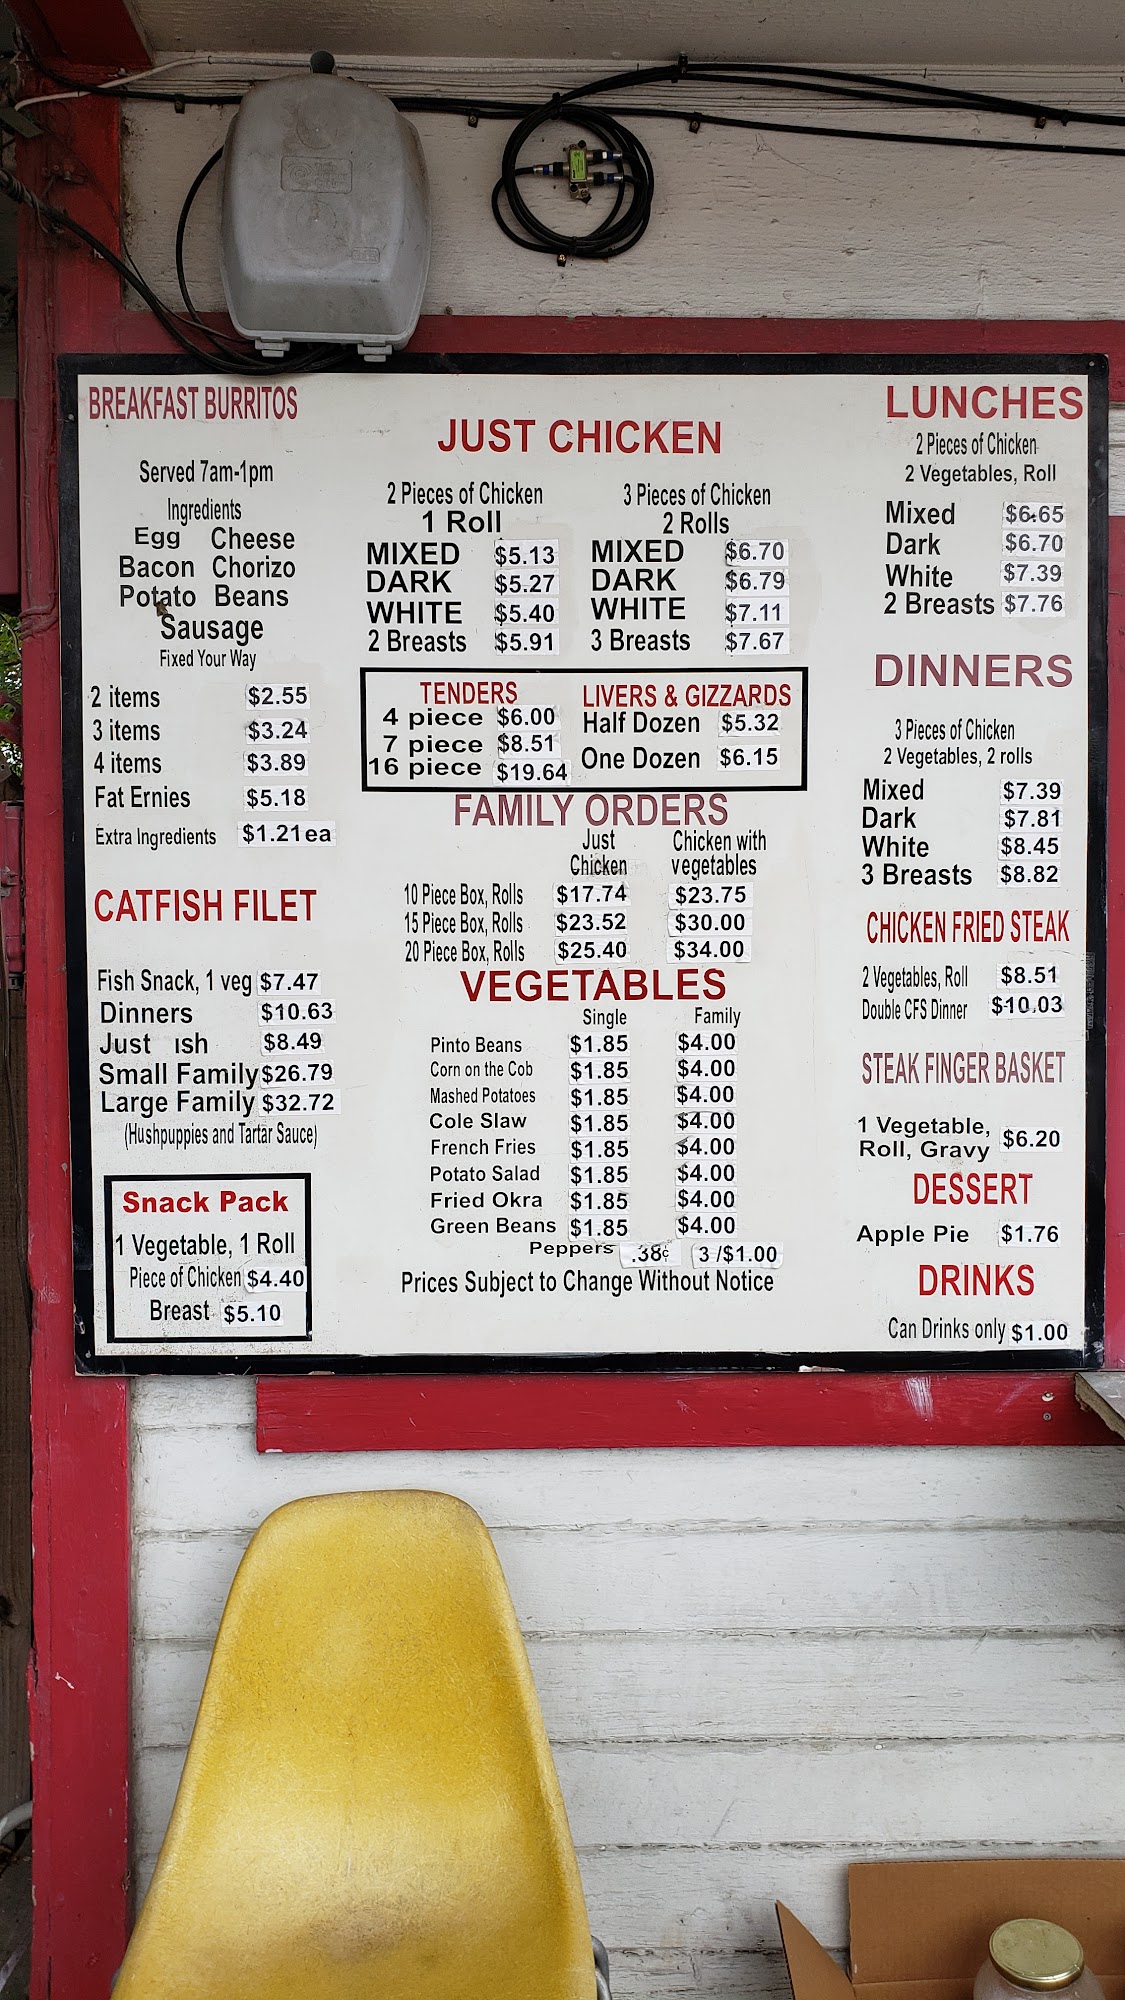 BREAKFAST BURRITOS
Served 7am-1pm
Ingredients
Egg Cheese
Bacon Chorizo
Potato Beans
Sausage
Fixed Your Way
2 items $2.55
3 items $3.24
4 items $3.89
Fat Ernies $5.18
Extra Ingredients $1.21ea
CATFISH FILET
Fish Snack, 1 veg $7.47
Dinners $10.63
Just ish $8.49
Small Family $26.79
Large Family $32.72
(Hushpuppies and Tartar Sauce)
Snack Pack
1 Vegetable, 1 Roll
Piece of Chicken $4.40
Breast $5.10
JUST CHICKEN
2 Pieces of Chicken
1 Roll
MIXED $5.13
DARK $5.27
WHITE $5.40
2 Breasts $5.91
3 Pieces of Chicken
2 Rolls
MIXED $6.70
DARK $6.79
WHITE $7.11
3 Breasts $7.67
TENDERS
4 piece $6.00
7 piece $8.51
16 piece $19.64
LIVERS & GIZZARDS
Half Dozen $5.32
One Dozen $6.15
FAMILY ORDERS
Just Chicken with
Chicken vegetables
10 Piece Box, Rolls $17.74 $23.75
15 Piece Box, Rolls $23.52 $30.00
20 Piece Box, Rolls $25.40 $34.00
VEGETABLES
Single Family
Pinto Beans $1.85 $4.00
Corn on the Cob $1.85 $4.00
Mashed Potatoes $1.85 $4.00
Cole Slaw $1.85 $4.00
French Fries $1.85 $4.00
Potato Salad $1.85 $4.00
Fried Okra $1.85 $4.00
Green Beans $1.85 $4.00
Peppers .38¢ 3 /$1.00
Prices Subject to Change Without Notice
LUNCHES
2 Pieces of Chicken
2 Vegetables, Roll
Mixed $6.65
Dark $6.70
White $7.39
2 Breasts $7.76
DINNERS
3 Pieces of Chicken
2 Vegetables, 2 rolls
Mixed $7.39
Dark $7.81
White $8.45
3 Breasts $8.82
CHICKEN FRIED STEAK
2 Vegetables, Roll $8.51
Double CFS Dinner $10.03
STEAK FINGER BASKET
1 Vegetable,
Roll, Gravy $6.20
DESSERT
Apple Pie $1.76
DRINKS
Can Drinks only $1.00